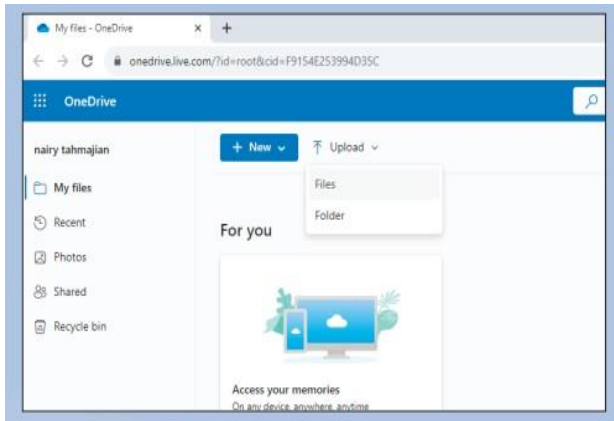 My files - OneDrive
onedrive.live.com/?id=root&cid=F9154E253994D35C
OneDrive
nairy tahmajian
New
Upload
My files
Files
Recent
Folder
For you
Photos
Shared
Recycle bin
Access your memories
On any device, anywhere, anytime